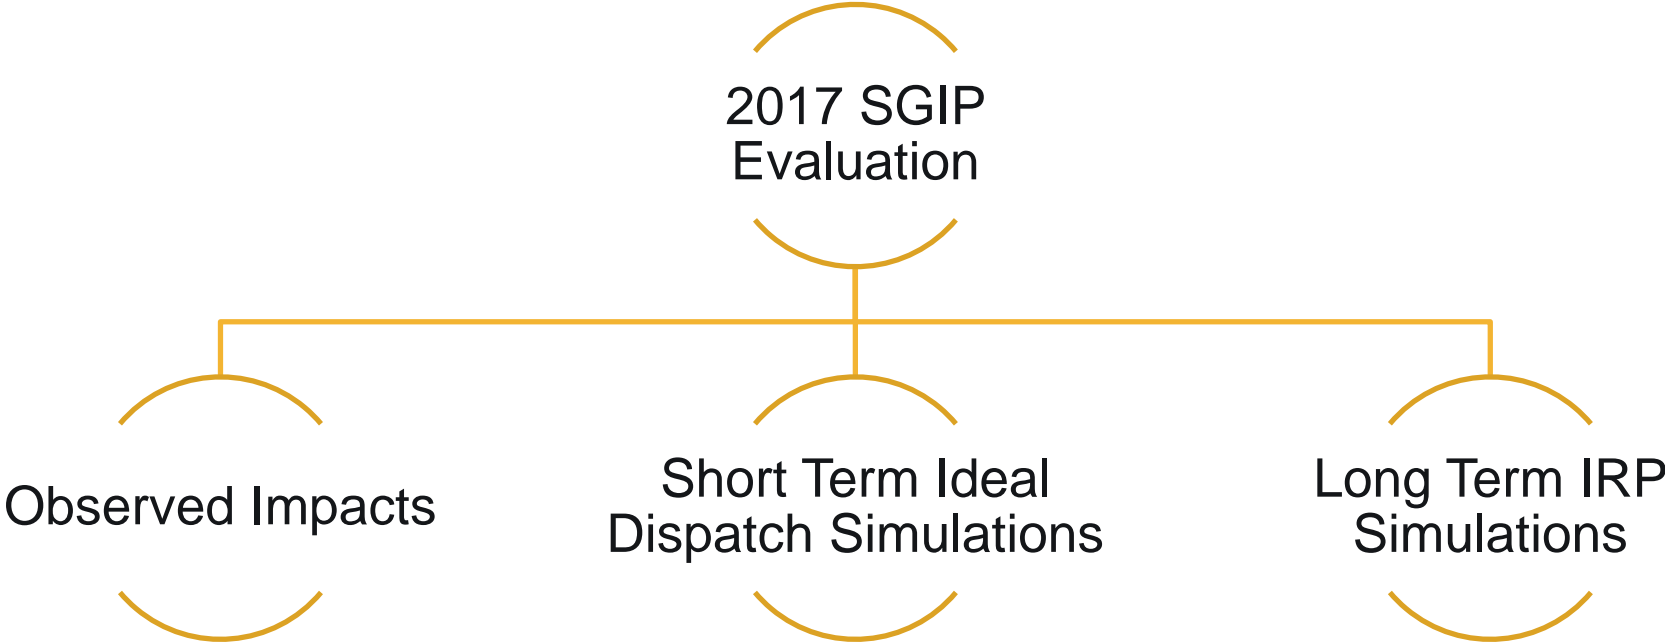 2017 SGIP
Evaluation
Observed Impacts
Short Term Ideal
Dispatch Simulations
Long Term IRP
Simulations